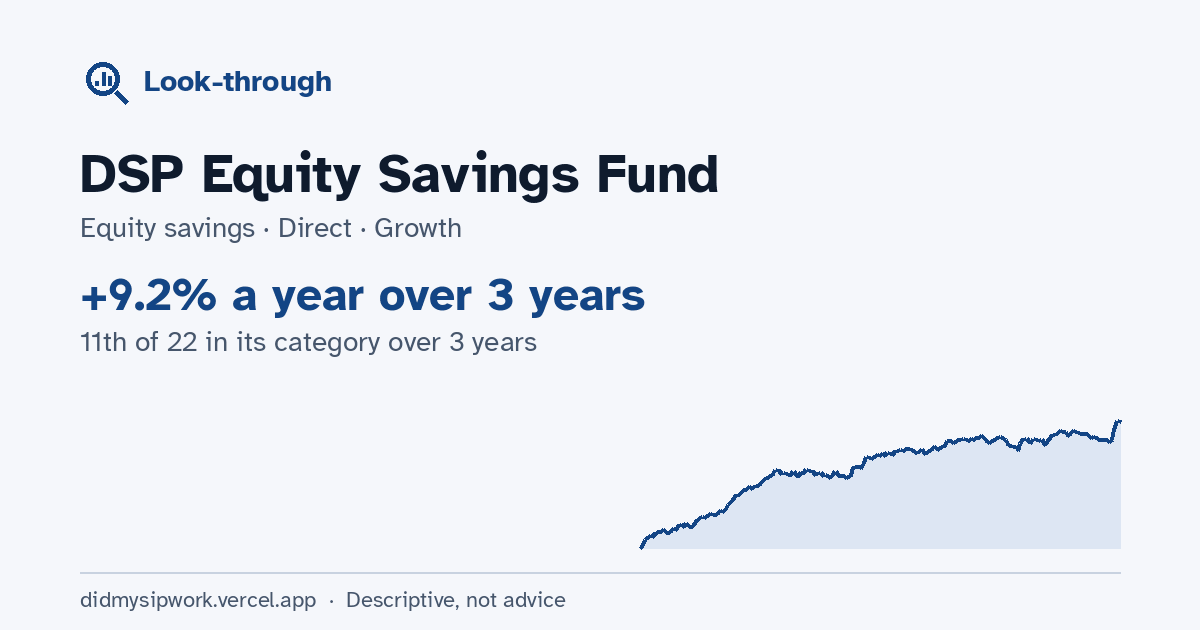 Look-through
DSP Equity Savings Fund
Equity savings · Direct · Growth
+9.2% a year over 3 years
11th of 22 in its category over 3 years
didmysipwork.vercel.app · Descriptive, not advice